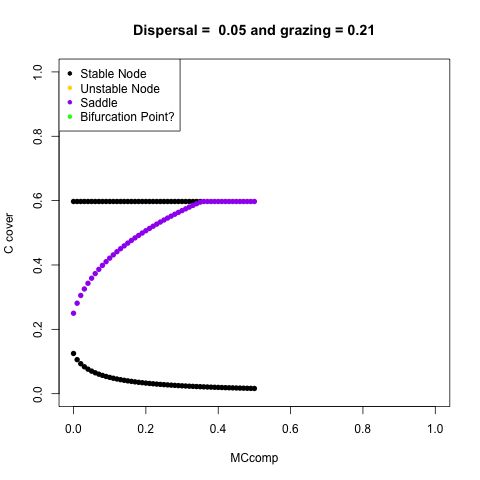 Dispersal =  0.05 and grazing = 0.21
Stable Node
Unstable Node
Saddle
Bifurcation Point?
C cover
1.0
0.8
0.6
0.4
0.2
0.0
0.0 0.2 0.4 0.6 0.8 1.0
MCcomp